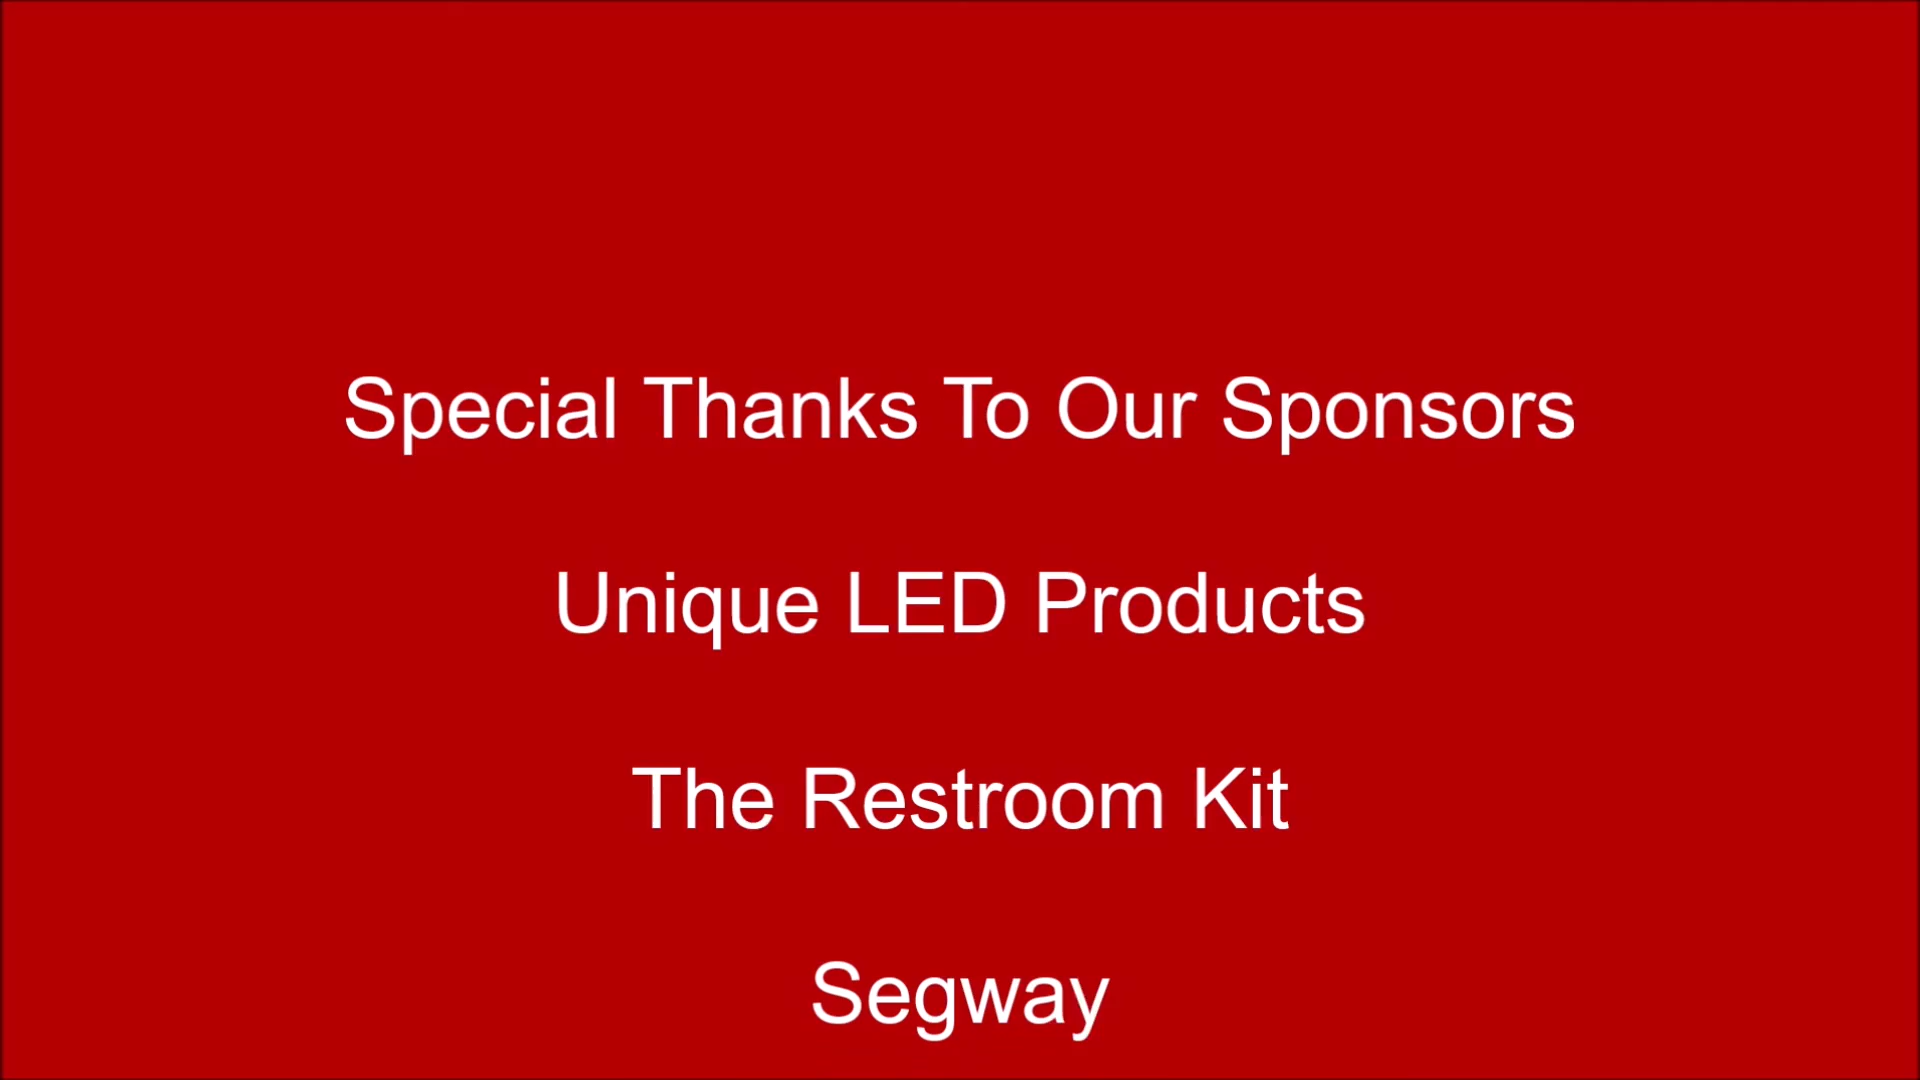 Special Thanks To Our Sponsors
Unique LED Products
The Restroom Kit
Segway